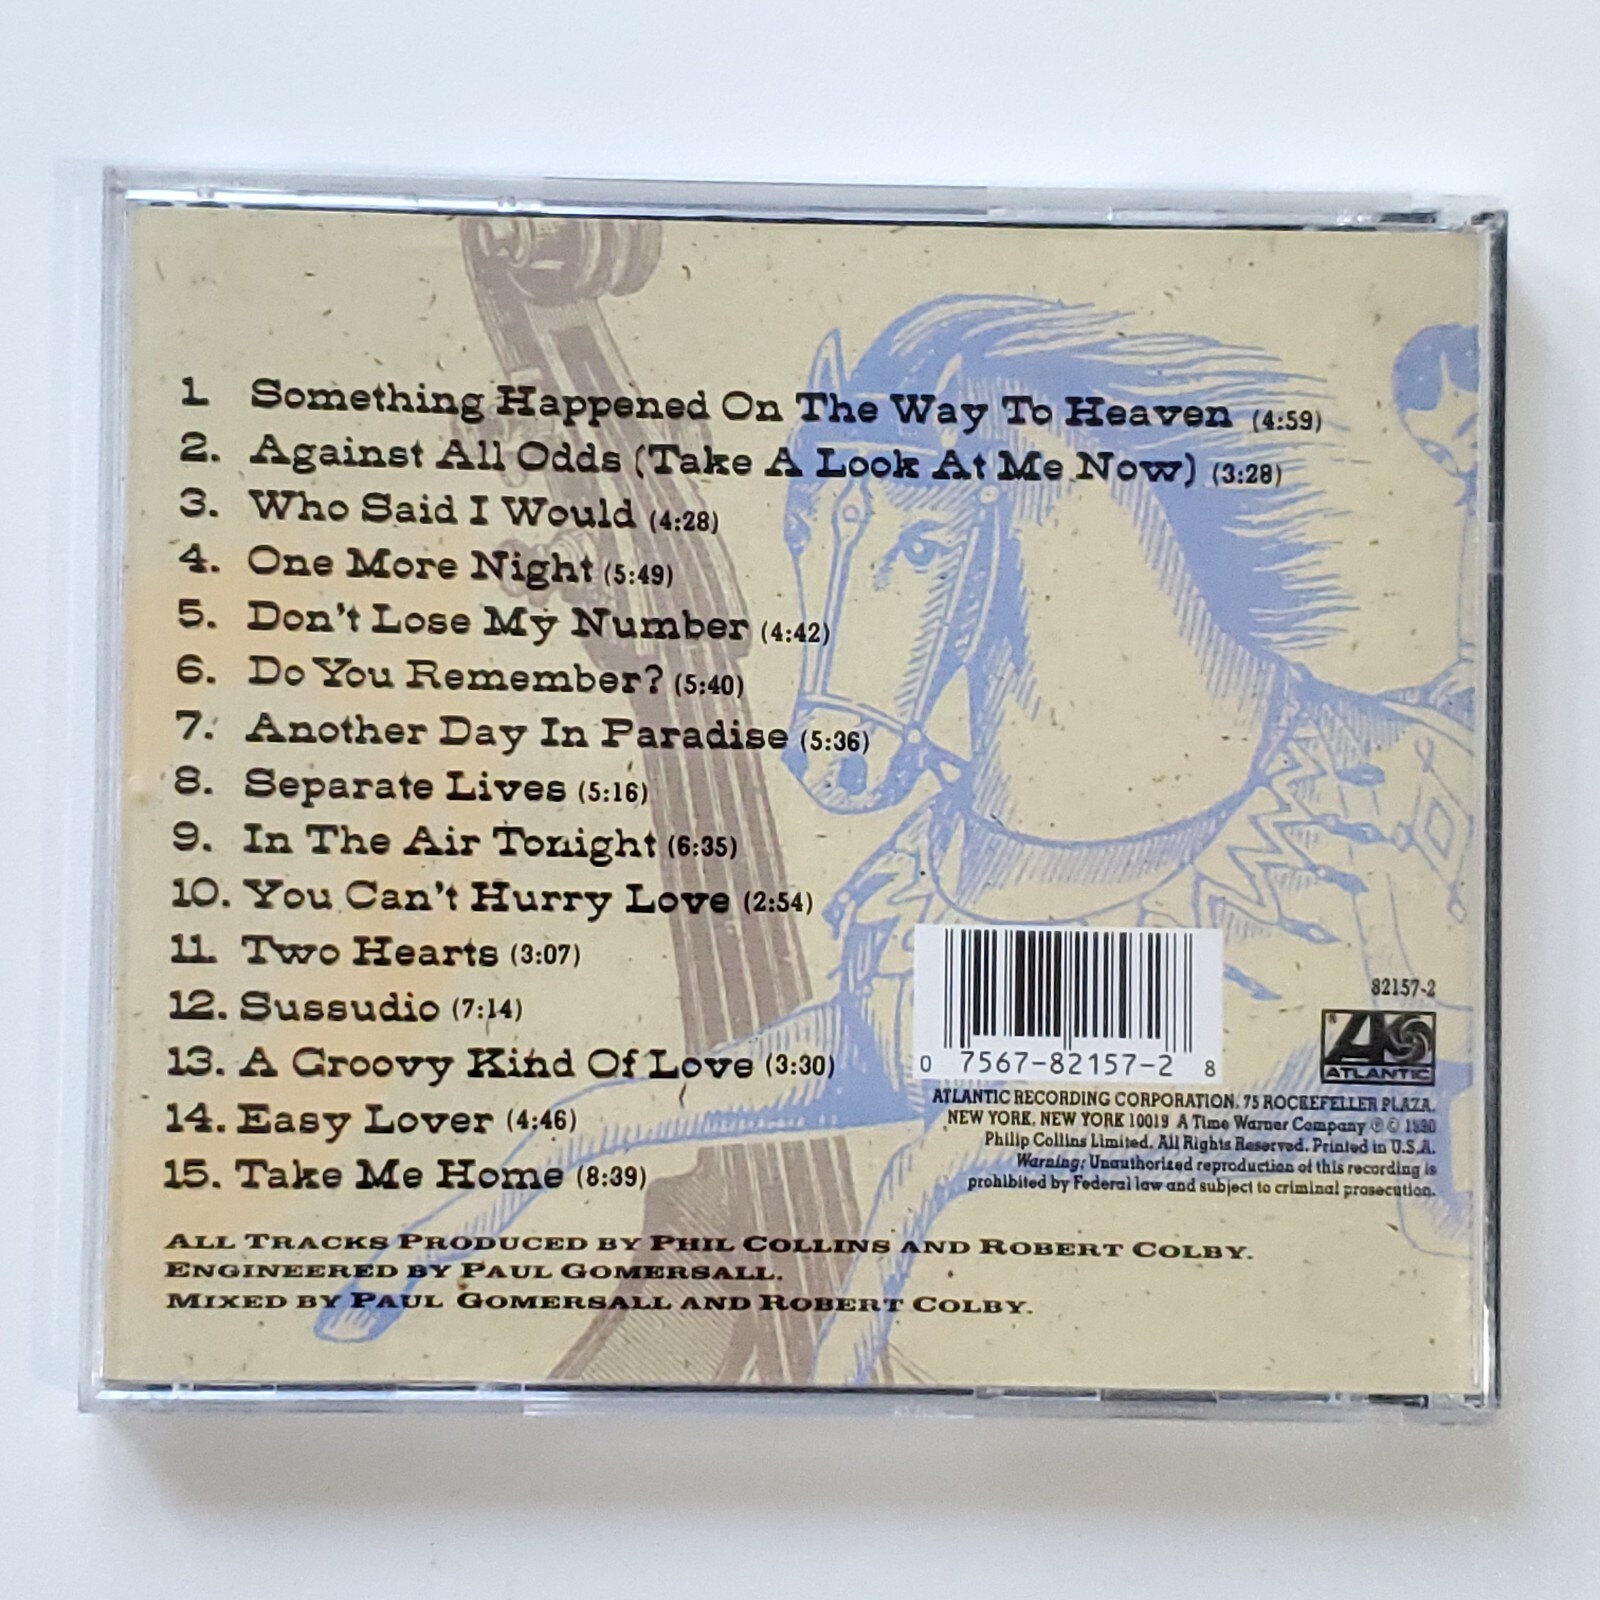 1. Something Happened On The Way To Heaven (4:59)
2. Against All Odds (Take A Look At Me Now) (3:28)
3. Who Said I Would (4:28)
4. One More Night (5:49)
5. Don't Lose My Number (4:42)
6. Do You Remember? (5:40)
7. Another Day In Paradise (5:36)
8. Separate Lives (5:16)
9. In The Air Tonight (6:35)
10. You Can't Hurry Love (2:54)
11. Two Hearts (3:07)
12. Sussudio (7:14)
13. A Groovy Kind Of Love (3:30)
14. Easy Lover (4:46)
15. Take Me Home (8:39)
ALL TRACKS PRODUCED BY PHIL COLLINS AND ROBERT COLBY.
ENGINEERED BY PAUL GOMERSALL.
MIXED BY PAUL GOMERSALL AND ROBERT COLBY.
0 7567-82157-2 8
82157-2
®
ATLANTIC
ATLANTIC RECORDING CORPORATION, 75 ROCKEFELLER PLAZA,
NEW YORK, NEW YORK 10019 A Time Warner Company ℗ © 1990
Philip Collins Limited. All Rights Reserved. Printed in U.S.A.
Warning: Unauthorized reproduction of this recording is
prohibited by Federal law and subject to criminal prosecution.